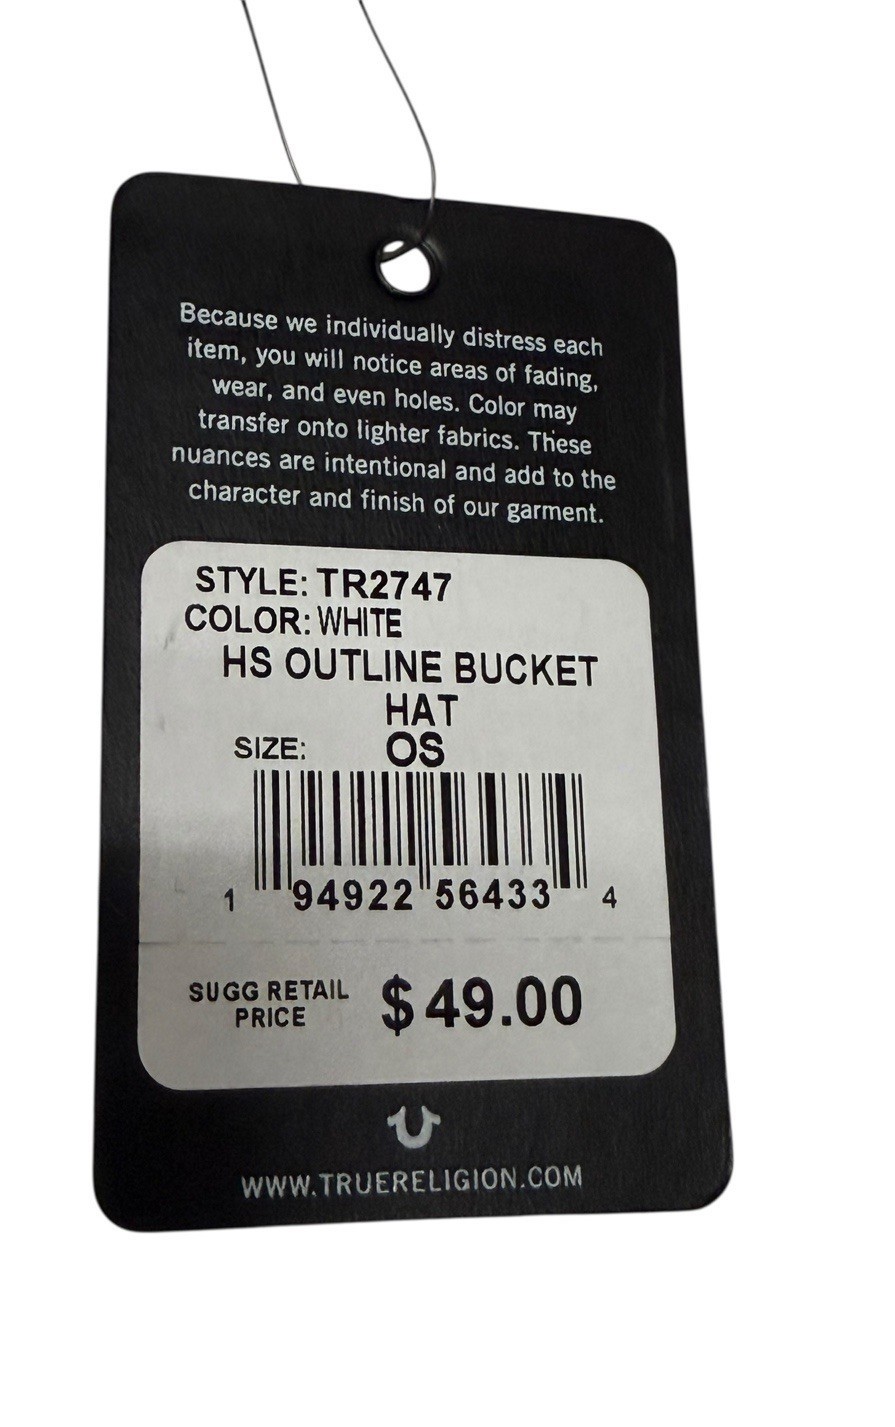 Because we individually distress each
item, you will notice areas of fading,
wear, and even holes. Color may
transfer onto lighter fabrics. These
nuances are intentional and add to the
character and finish of our garment.
STYLE: TR2747
COLOR: WHITE
HS OUTLINE BUCKET
HAT
SIZE: OS
1 94922 56433 4
SUGG RETAIL
PRICE $49.00
WWW.TRUERELIGION.COM